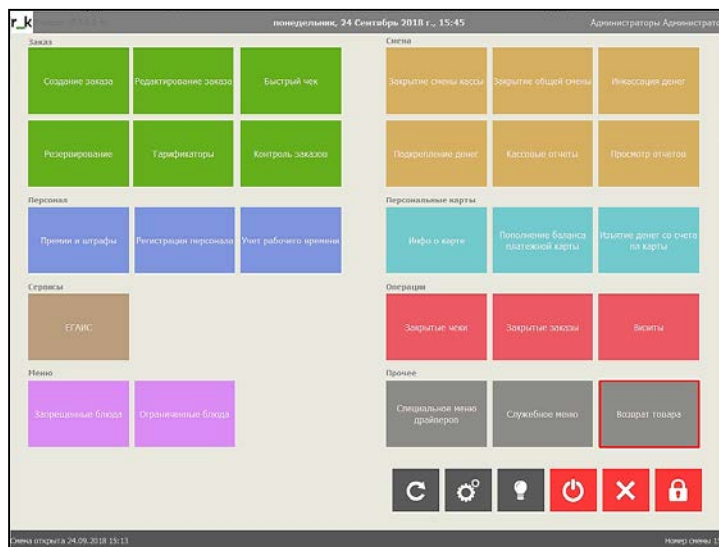 r_k
понедельник, 24 Сентябрь 2018 г., 15:45
Администраторы Администрато
Заказ
Создание заказа
Редактирование заказа
Быстрый чек
Резервирование
Тарификаторы
Контроль заказов
Смена
Закрытие смены кассы
Закрытие общей смены
Инкассация денег
Подкрепление денег
Кассовые отчеты
Просмотр отчетов
Персонал
Премии и штрафы
Регистрация персонала
Учет рабочего времени
Персональные карты
Инфо о карте
Пополнение баланса
платежной карты
Изъятие денег со счета
ПДС карты
Сервисы
ЕГАИС
Операции
Закрытые чеки
Закрытые заказы
Визиты
Меню
Запрещенные блюда
Ограниченные блюда
Прочее
Специальное меню
драйверов
Служебное меню
Возврат товара
Смена открыта 24.09.2018 15:13
Номер смены 15